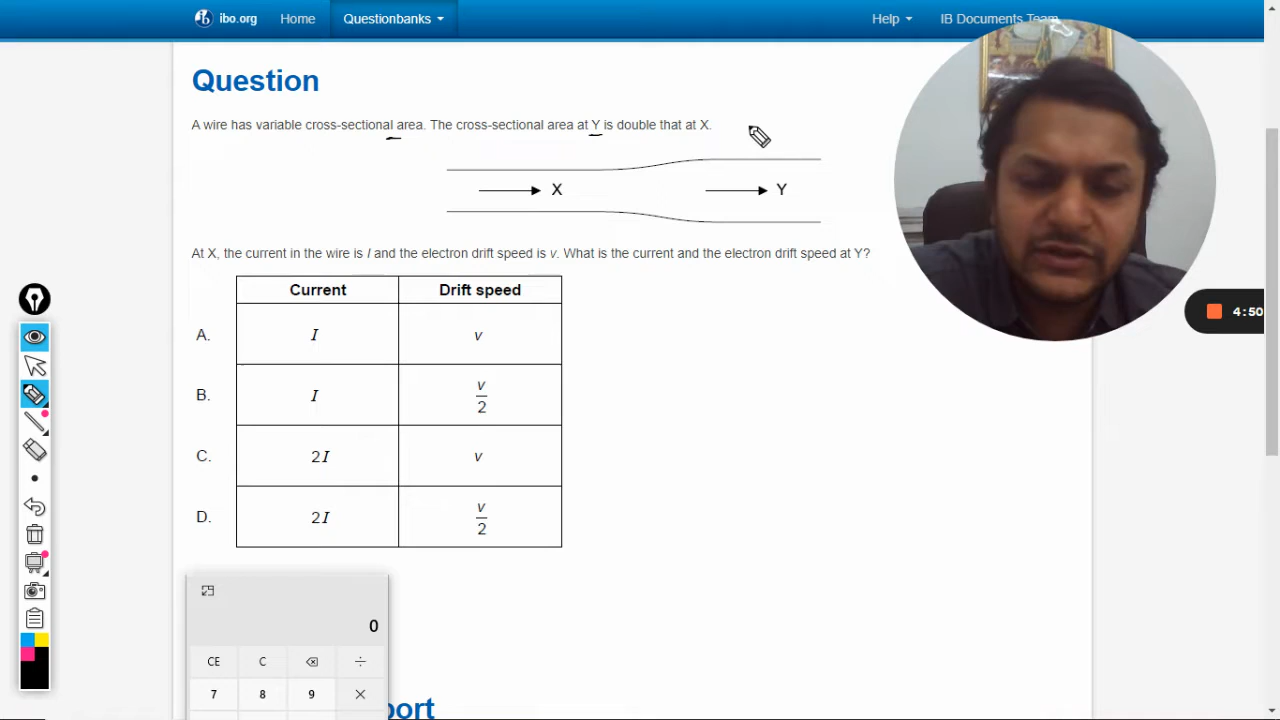 ibo.org Home Questionbanks Help IB Documents Team
Question
A wire has variable cross-sectional area. The cross-sectional area at Y is double that at X.
X Y
At X, the current in the wire is I and the electron drift speed is v. What is the current and the electron drift speed at Y?
Current Drift speed
A. I v
B. I v/2
C. 2I v
D. 2I v/2
4:50
0
CE C ⌫ ÷
7 8 9 ×
port